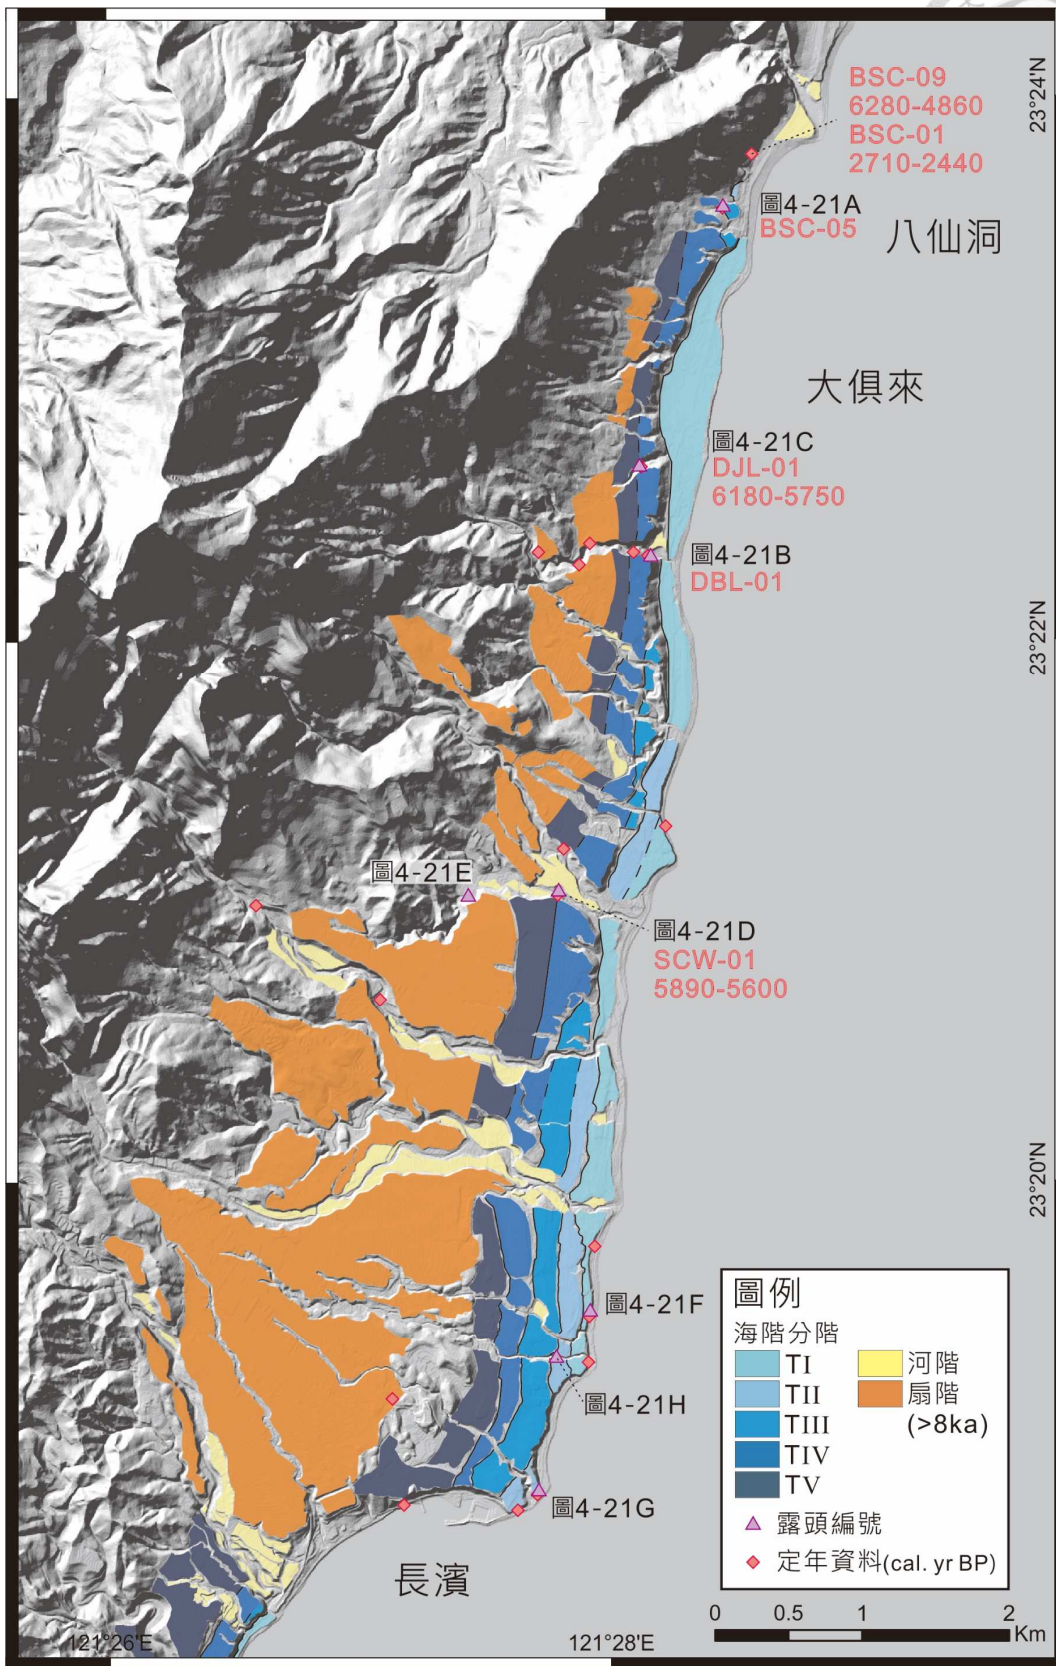 BSC-09
6280-4860
BSC-01
2710-2440
23°24'N
圖4-21A
BSC-05
八仙洞
大俱來
圖4-21C
DJL-01
6180-5750
圖4-21B
DBL-01
23°22'N
圖4-21E
圖4-21D
SCW-01
5890-5600
23°20'N
圖4-21F
圖4-21H
圖4-21G
長濱
121°26'E
121°28'E
圖例
海階分階
TI
TII
TIII
TIV
TV
河階
扇階
(>8ka)
露頭編號
定年資料(cal. yr BP)
0 0.5 1 2
Km